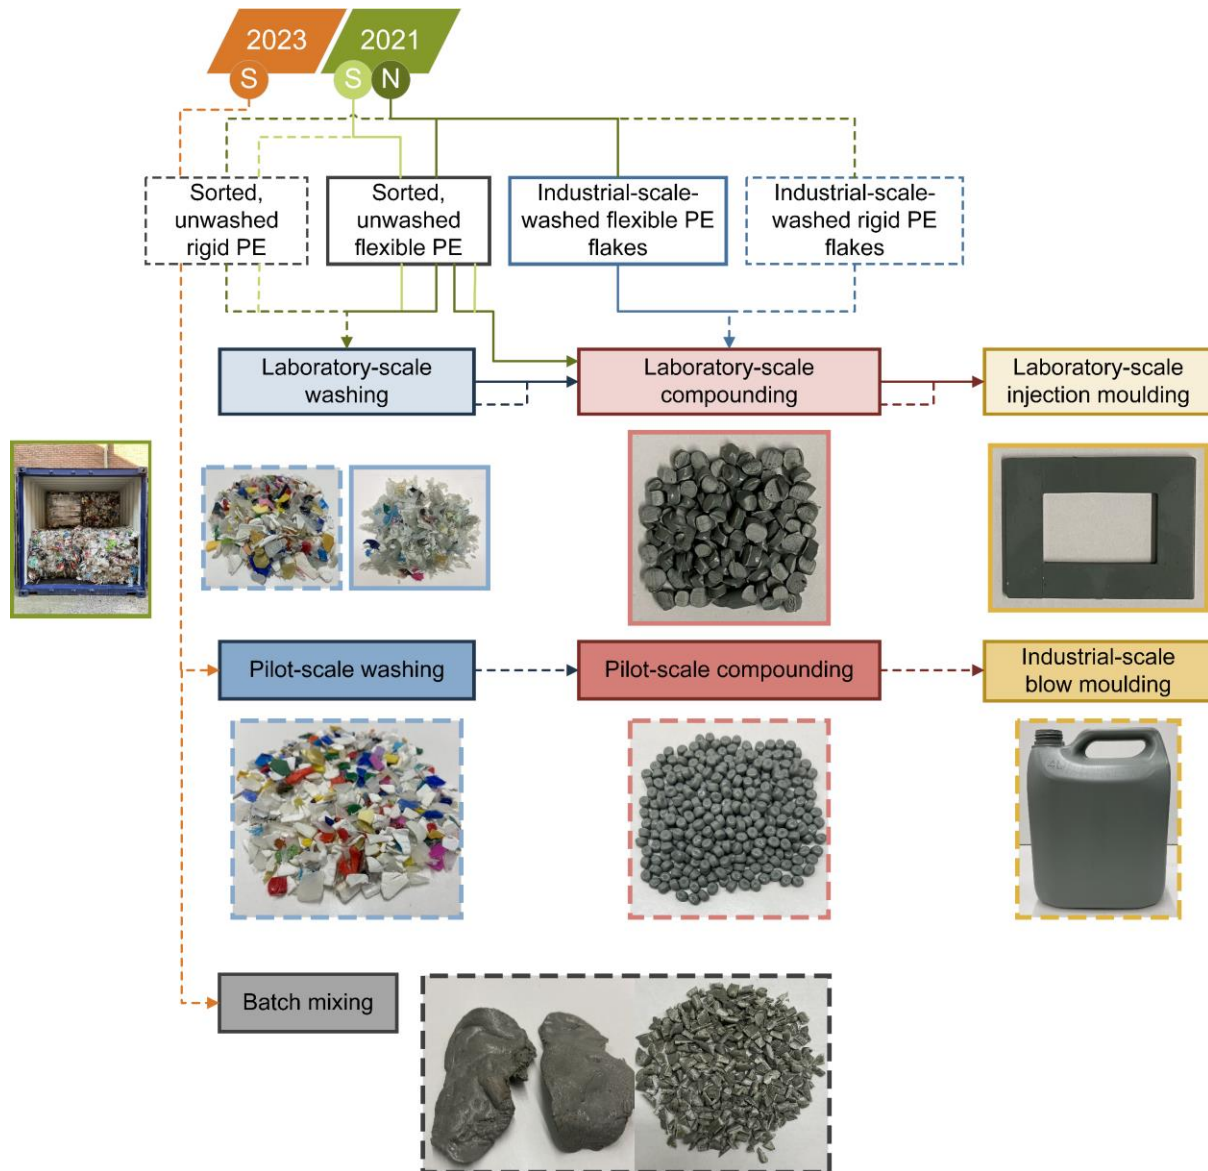 2023
2021
S
S
N
Sorted,
unwashed
rigid PE
Sorted,
unwashed
flexible PE
Industrial-scale-
washed flexible PE
flakes
Industrial-scale-
washed rigid PE
flakes
Laboratory-scale
washing
Laboratory-scale
compounding
Laboratory-scale
injection moulding
Pilot-scale washing
Pilot-scale compounding
Industrial-scale
blow moulding
Batch mixing